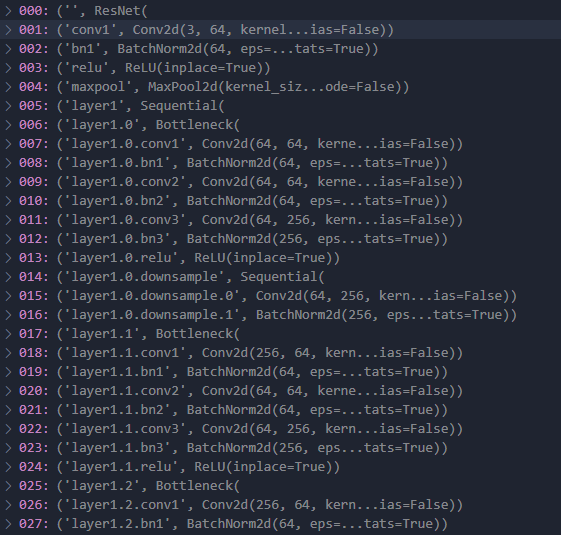 > 000: ('', ResNet(
> 001: ('conv1', Conv2d(3, 64, kernel...ias=False))
> 002: ('bn1', BatchNorm2d(64, eps=...tats=True))
> 003: ('relu', ReLU(inplace=True))
> 004: ('maxpool', MaxPool2d(kernel_siz...ode=False))
> 005: ('layer1', Sequential(
> 006: ('layer1.0', Bottleneck(
> 007: ('layer1.0.conv1', Conv2d(64, 64, kerne...ias=False))
> 008: ('layer1.0.bn1', BatchNorm2d(64, eps=...tats=True))
> 009: ('layer1.0.conv2', Conv2d(64, 64, kerne...ias=False))
> 010: ('layer1.0.bn2', BatchNorm2d(64, eps=...tats=True))
> 011: ('layer1.0.conv3', Conv2d(64, 256, kern...ias=False))
> 012: ('layer1.0.bn3', BatchNorm2d(256, eps...tats=True))
> 013: ('layer1.0.relu', ReLU(inplace=True))
> 014: ('layer1.0.downsample', Sequential(
> 015: ('layer1.0.downsample.0', Conv2d(64, 256, kern...ias=False))
> 016: ('layer1.0.downsample.1', BatchNorm2d(256, eps...tats=True))
> 017: ('layer1.1', Bottleneck(
> 018: ('layer1.1.conv1', Conv2d(256, 64, kern...ias=False))
> 019: ('layer1.1.bn1', BatchNorm2d(64, eps=...tats=True))
> 020: ('layer1.1.conv2', Conv2d(64, 64, kerne...ias=False))
> 021: ('layer1.1.bn2', BatchNorm2d(64, eps=...tats=True))
> 022: ('layer1.1.conv3', Conv2d(64, 256, kern...ias=False))
> 023: ('layer1.1.bn3', BatchNorm2d(256, eps...tats=True))
> 024: ('layer1.1.relu', ReLU(inplace=True))
> 025: ('layer1.2', Bottleneck(
> 026: ('layer1.2.conv1', Conv2d(256, 64, kern...ias=False))
> 027: ('layer1.2.bn1', BatchNorm2d(64, eps=...tats=True))